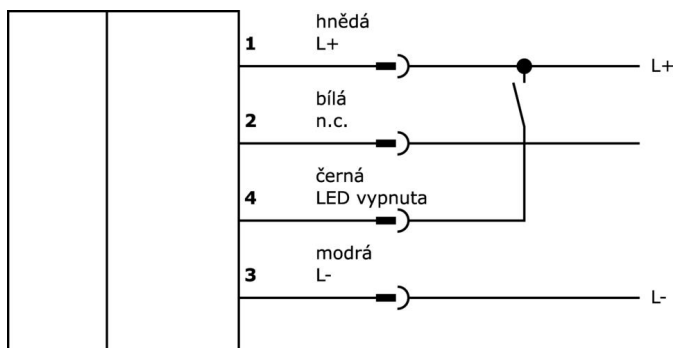 hnědá
1 L+
L+
bílá
2 n.c.
černá
4 LED vypnuta
modrá
3 L-
L-